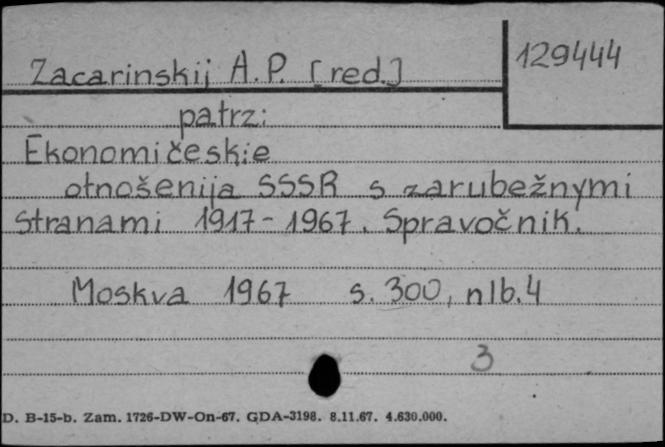 Zacarinskij A.P. [red.]
129444
patrz:
Ekonomičeskie
otnošenija SSSR s zarubežnymi
stranami 1917-1967. Spravočnik.
Moskva 1967 s. 300, nlb. 4
3
D. B-15-b. Zam. 1726-DW-On-67. GDA-3198. 8.11.67. 4.630.000.